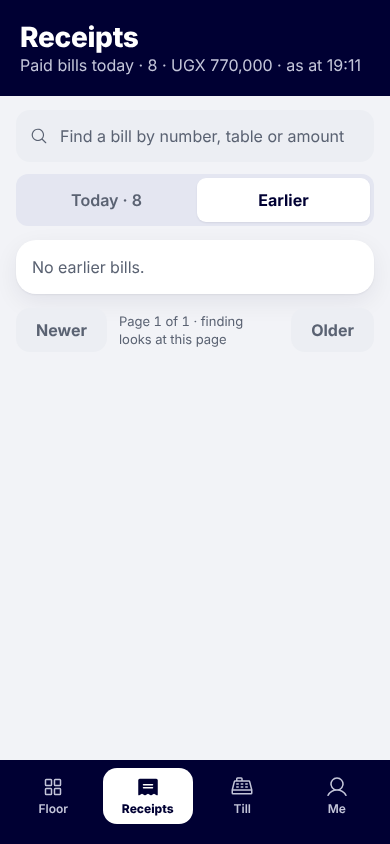 Receipts
Paid bills today · 8 · UGX 770,000 · as at 19:11
Find a bill by number, table or amount
Today · 8
Earlier
No earlier bills.
Newer
Page 1 of 1 · finding
looks at this page
Older
Floor
Receipts
Till
Me